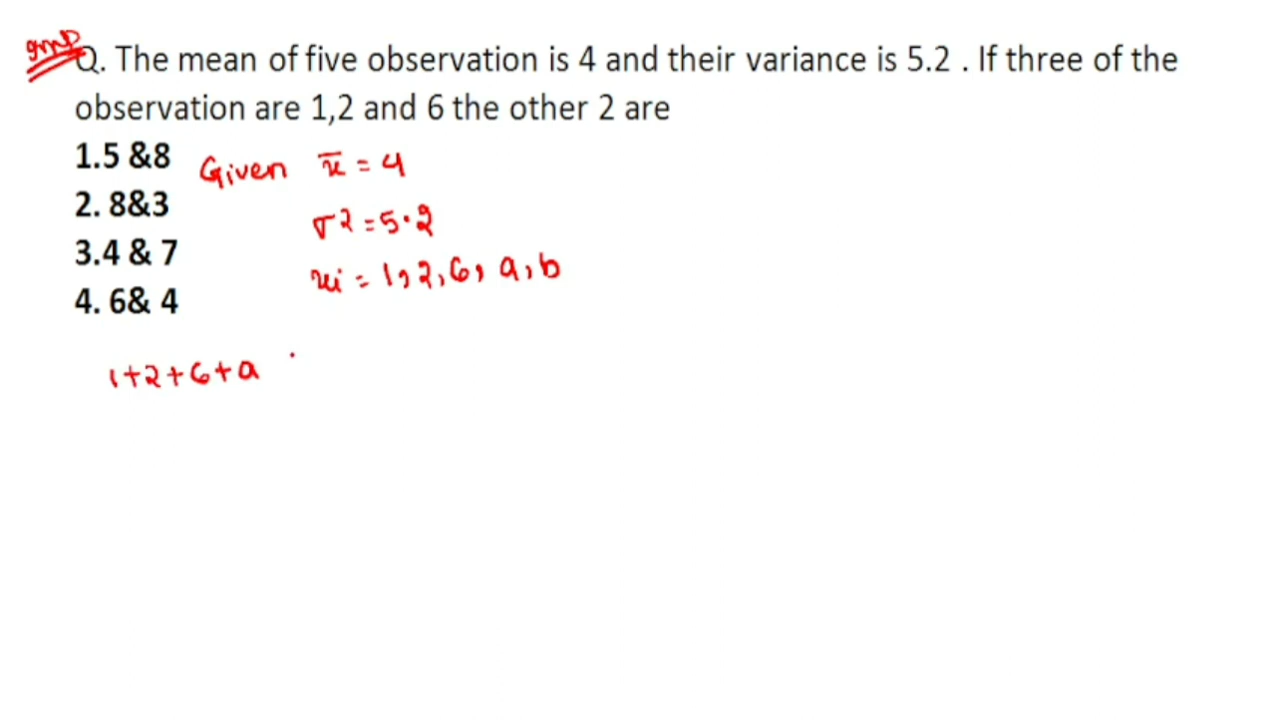 Imp
Q. The mean of five observation is 4 and their variance is 5.2 . If three of the
observation are 1,2 and 6 the other 2 are
1.5 &8
2. 8&3
3.4 & 7
4. 6& 4
Given x̅ = 4
σ² = 5.2
xi = 1, 2, 6, a, b
1+2+6+a